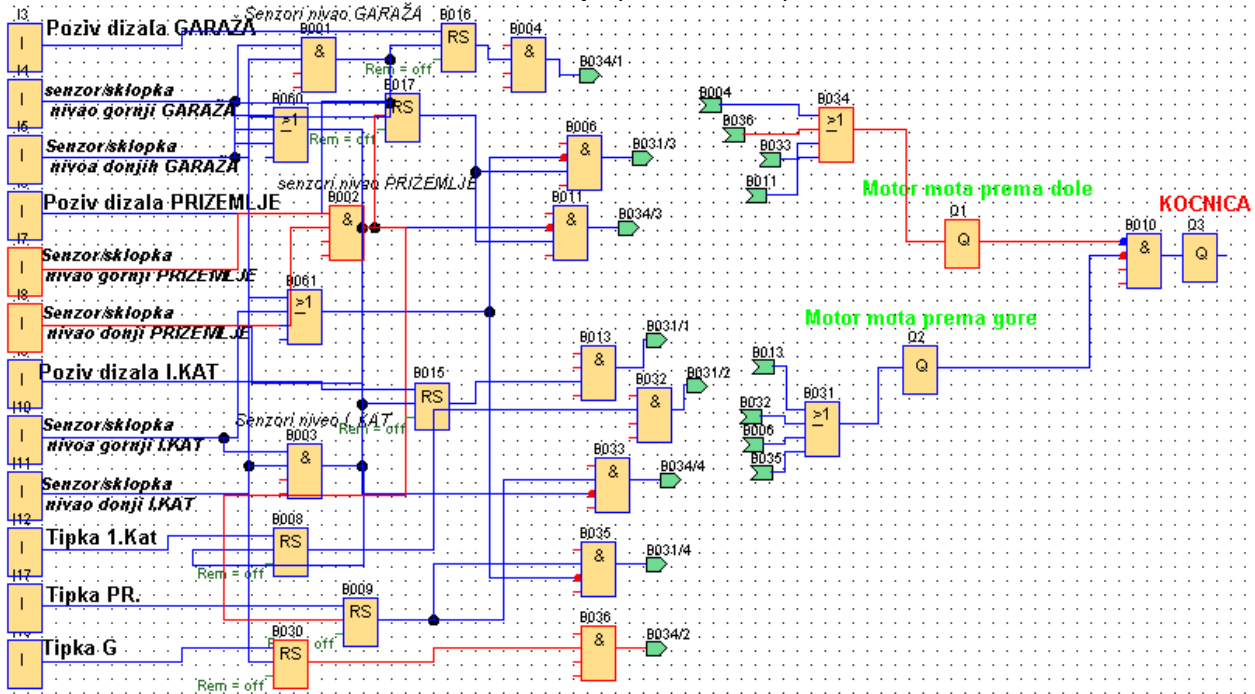 I3
Poziv dizala GARAŽA
Senzori nivao GARAŽA
B001
&
B016
RS
Rem = off
B004
&
B034/1
I4
senzor/sklopka
nivao gornji GARAŽA
B060
>1
B017
RS
Rem = off
I5
Senzor/sklopka
nivoa donjih GARAŽA
B006
&
B031/3
senzori nivao PRIZEMLJE
Poziv dizala PRIZEMLJE
B002
&
B011
&
B034/3
I7
Senzor/sklopka
nivao gornji PRIZEMLJE
I8
Senzor/sklopka
nivao donji PRIZEMLJE
B061
>1
Poziv dizala I.KAT
B015
RS
Rem = off
B013
&
B031/1
B032
&
B031/2
I10
Senzor/sklopka
nivoa gornji I.KAT
Senzori niveo I. KAT
B003
&
I11
Senzor/sklopka
nivao donji I.KAT
B033
&
B034/4
I12
Tipka 1.Kat
B008
RS
Rem = off
B035
&
B031/4
I17
Tipka PR.
B009
RS
off
Tipka G
B030
RS
Rem = off
B036
&
B034/2
B004
B036
B033
B011
B034
>1
Motor mota prema dole
Q1
Q
KOCNICA
B010
&
Q3
Q
Motor mota prema gore
Q2
Q
B013
B032
B006
B035
B031
>1
I
I
I
I
I
I
I
I
I
I
I
I